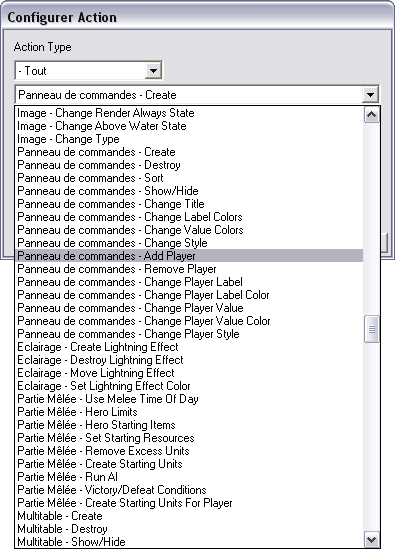 Configurer Action
Action Type
- Tout
Panneau de commandes - Create
Image - Change Render Always State
Image - Change Above Water State
Image - Change Type
Panneau de commandes - Create
Panneau de commandes - Destroy
Panneau de commandes - Sort
Panneau de commandes - Show/Hide
Panneau de commandes - Change Title
Panneau de commandes - Change Label Colors
Panneau de commandes - Change Value Colors
Panneau de commandes - Change Style
Panneau de commandes - Add Player
Panneau de commandes - Remove Player
Panneau de commandes - Change Player Label
Panneau de commandes - Change Player Label Color
Panneau de commandes - Change Player Value
Panneau de commandes - Change Player Value Color
Panneau de commandes - Change Player Style
Eclairage - Create Lightning Effect
Eclairage - Destroy Lightning Effect
Eclairage - Move Lightning Effect
Eclairage - Set Lightning Effect Color
Partie Mêlée - Use Melee Time Of Day
Partie Mêlée - Hero Limits
Partie Mêlée - Hero Starting Items
Partie Mêlée - Set Starting Resources
Partie Mêlée - Remove Excess Units
Partie Mêlée - Create Starting Units
Partie Mêlée - Run AI
Partie Mêlée - Victory/Defeat Conditions
Partie Mêlée - Create Starting Units For Player
Multitable - Create
Multitable - Destroy
Multitable - Show/Hide